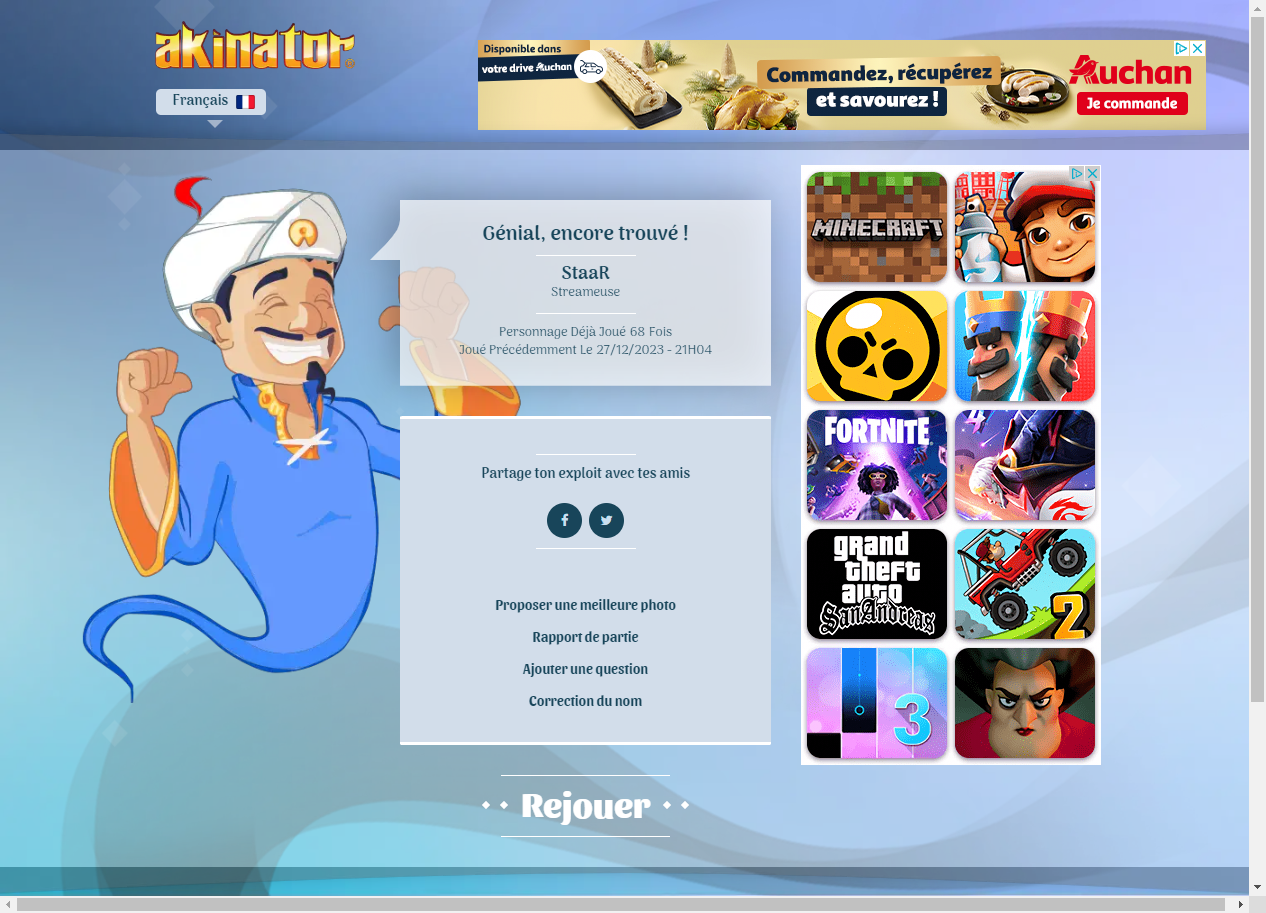 akinator
Français
Disponible dans
votre drive Auchan
Commandez, récupérez
et savourez !
Auchan
Je commande
Génial, encore trouvé !
StaaR
Streameuse
Personnage Déjà Joué 68 Fois
Joué Précédemment Le 27/12/2023 - 21H04
Partage ton exploit avec tes amis
Proposer une meilleure photo
Rapport de partie
Ajouter une question
Correction du nom
Rejouer
MINECRAFT
FORTNITE
4
grand
theft
auto
San Andreas
2
3